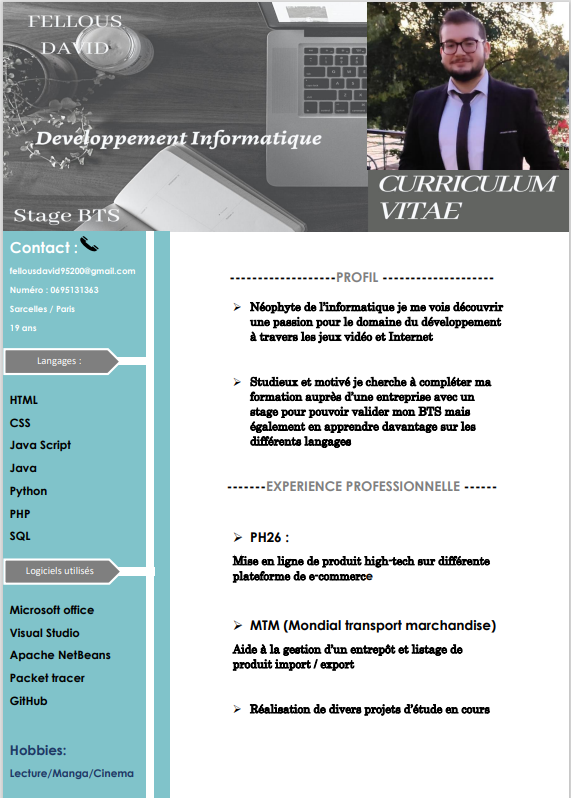 FELLOUS
DAVID
Developpement Informatique
Stage BTS
CURRICULUM
VITAE
Contact :
fellousdavid95200@gmail.com
Numéro : 0695131363
Sarcelles / Paris
19 ans
Langages :
HTML
CSS
Java Script
Java
Python
PHP
SQL
Logiciels utilisés
Microsoft office
Visual Studio
Apache NetBeans
Packet tracer
GitHub
Hobbies:
Lecture/Manga/Cinema
-------------------PROFIL --------------------
➢ Néophyte de l'informatique je me vois découvrir
une passion pour le domaine du développement
à travers les jeux vidéo et Internet
➢ Studieux et motivé je cherche à compléter ma
formation auprès d'une entreprise avec un
stage pour pouvoir valider mon BTS mais
également en apprendre davantage sur les
différents langages
-------EXPERIENCE PROFESSIONNELLE ------
➢ PH26 :
Mise en ligne de produit high-tech sur différente
plateforme de e-commerce
➢ MTM (Mondial transport marchandise)
Aide à la gestion d'un entrepôt et listage de
produit import / export
➢ Réalisation de divers projets d'étude en cours